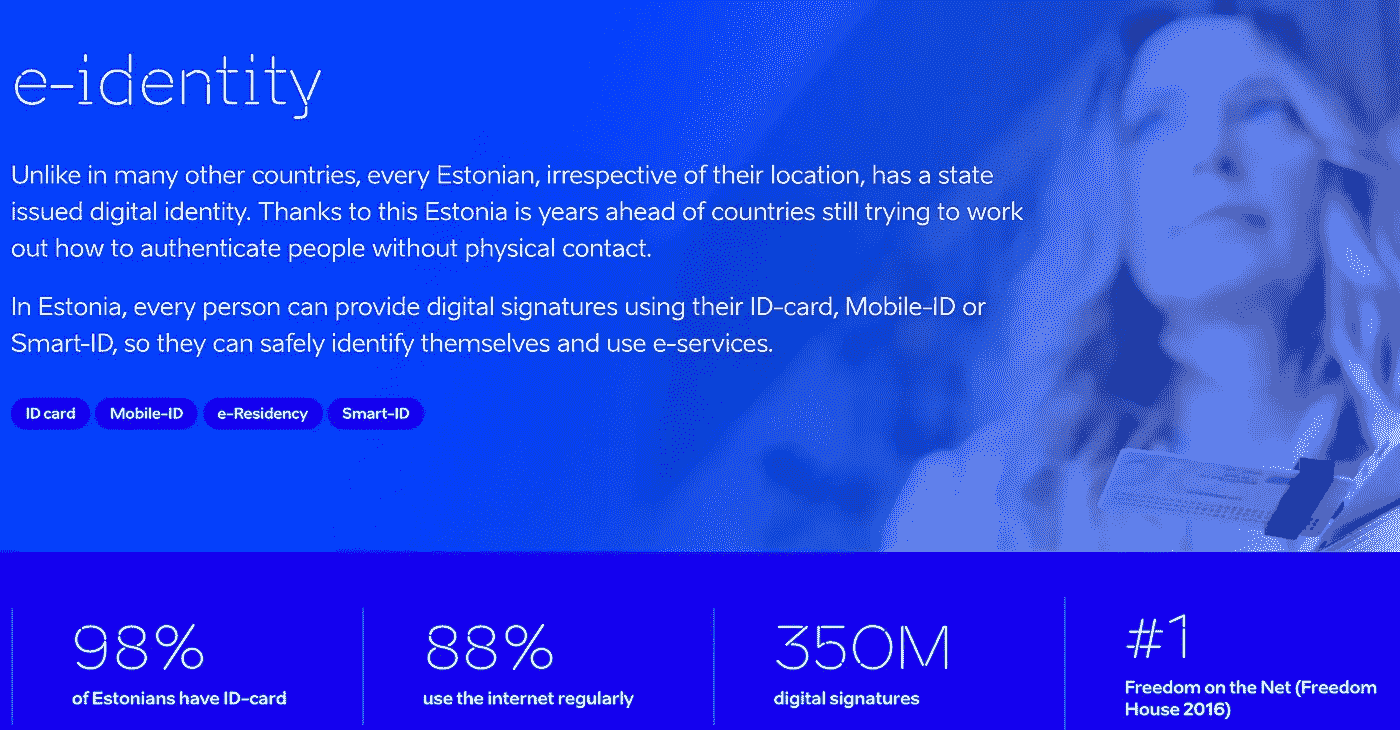 e-identity
Unlike in many other countries, every Estonian, irrespective of their location, has a state
issued digital identity. Thanks to this Estonia is years ahead of countries still trying to work
out how to authenticate people without physical contact.
In Estonia, every person can provide digital signatures using their ID-card, Mobile-ID or
Smart-ID, so they can safely identify themselves and use e-services.
ID card Mobile-ID e-Residency Smart-ID
98%
of Estonians have ID-card
88%
use the internet regularly
350M
digital signatures
#1
Freedom on the Net (Freedom
House 2016)